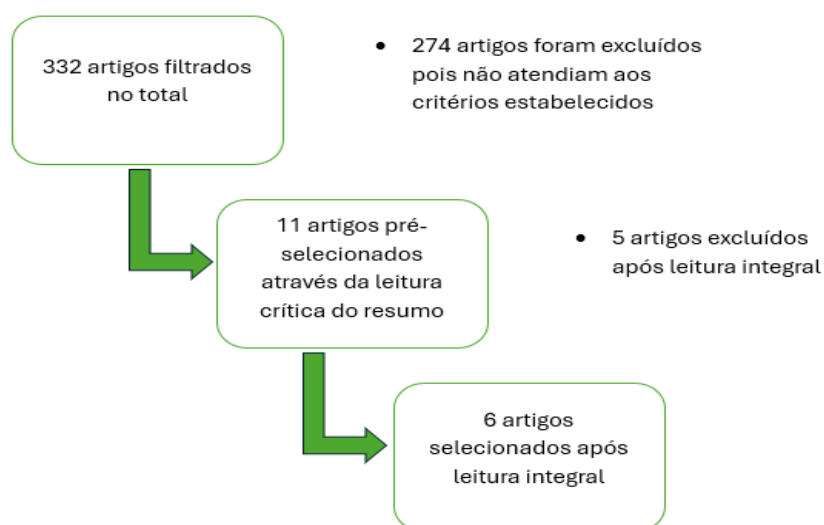 332 artigos filtrados
no total
• 274 artigos foram excluídos
pois não atendiam aos
critérios estabelecidos
11 artigos pré-
selecionados
através da leitura
crítica do resumo
• 5 artigos excluídos
após leitura integral
6 artigos
selecionados após
leitura integral